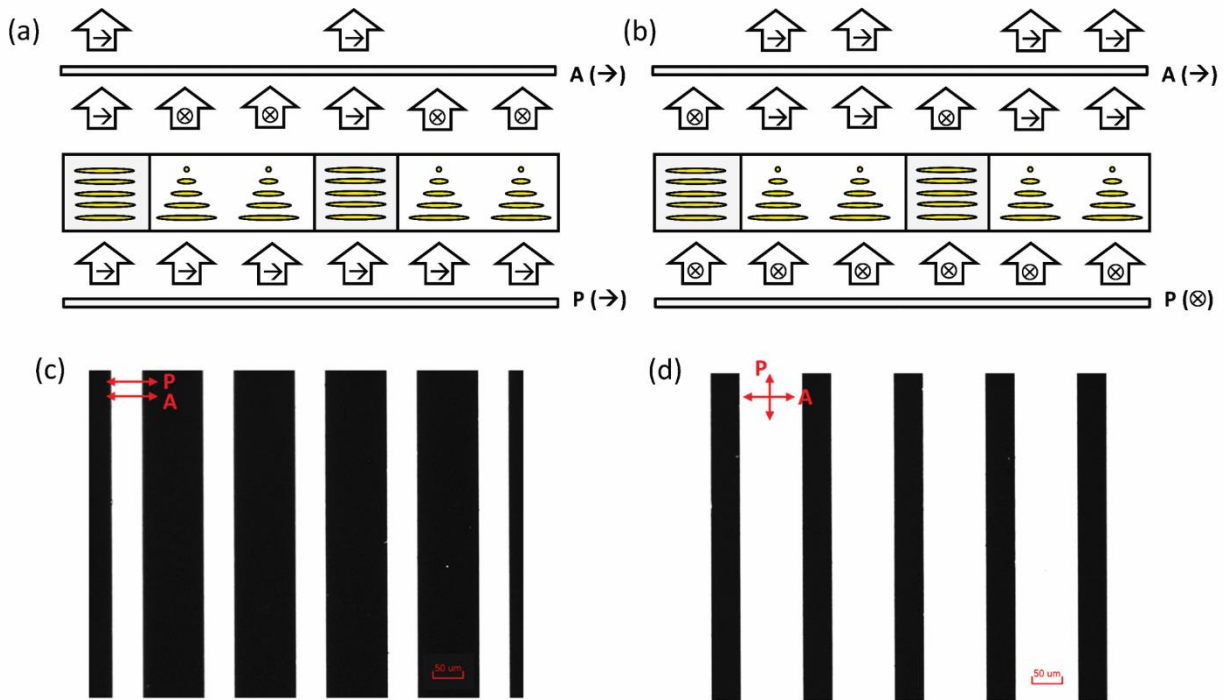 (a)
→ →
A (→)
→ ⊗ ⊗ → ⊗ ⊗
→ → → → → →
P (→)
(b)
→ → → →
A (→)
⊗ → → ⊗ → →
⊗ ⊗ ⊗ ⊗ ⊗ ⊗
P (⊗)
(c)
P
A
50 um
(d)
P
A
50 um